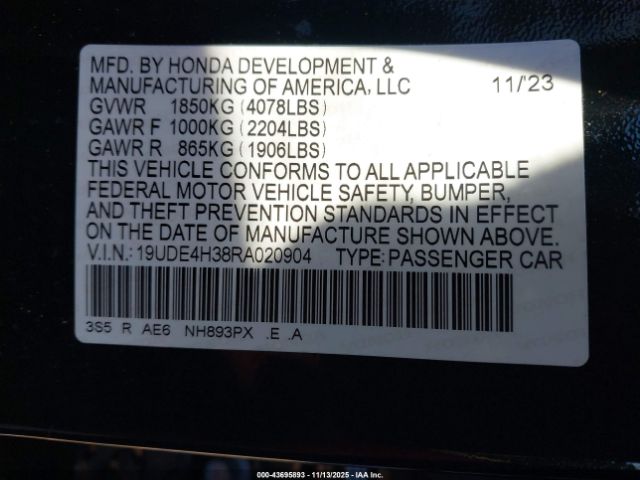 MFD. BY HONDA DEVELOPMENT &
MANUFACTURING OF AMERICA, LLC 11/'23
GVWR 1850KG (4078LBS)
GAWR F 1000KG (2204LBS)
GAWR R 865KG (1906LBS)
THIS VEHICLE CONFORMS TO ALL APPLICABLE
FEDERAL MOTOR VEHICLE SAFETY, BUMPER,
AND THEFT PREVENTION STANDARDS IN EFFECT
ON THE DATE OF MANUFACTURE SHOWN ABOVE.
V.I.N.: 19UDE4H38RA020904 TYPE: PASSENGER CAR
3S5 R AE6 NH893PX .E .A
000-43695893 - 11/13/2025 - IAA Inc.